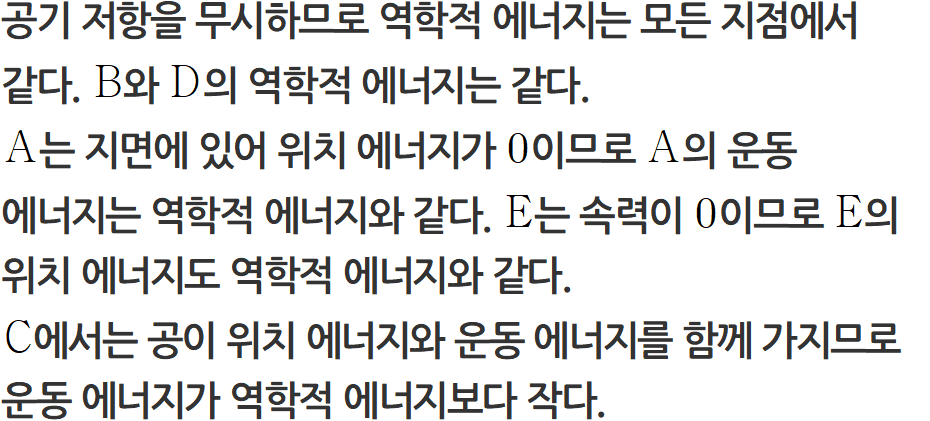 공기 저항을 무시하므로 역학적 에너지는 모든 지점에서
같다. B와 D의 역학적 에너지는 같다.
A는 지면에 있어 위치 에너지가 0이므로 A의 운동
에너지는 역학적 에너지와 같다. E는 속력이 0이므로 E의
위치 에너지도 역학적 에너지와 같다.
C에서는 공이 위치 에너지와 운동 에너지를 함께 가지므로
운동 에너지가 역학적 에너지보다 작다.